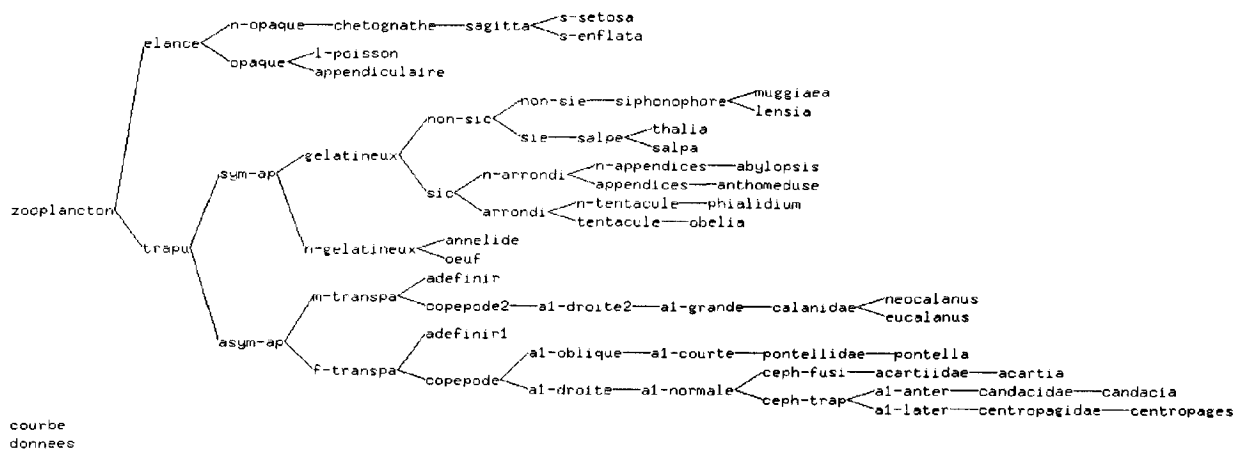 s-setosa
n-opaque chetognathe sagitta
s-enflata
elance
l-poisson
opaque
appendiculaire
muggiaea
non-sie siphonophore
lensia
non-sic
thalia
sie salpe
salpa
gelatineux
n-appendices abylopsis
sym-ap
n-arrondi
appendices anthomeduse
sic
n-tentacule phialidium
zooplancton
arrondi
tentacule obelia
annelide
trapu n-gelatineux
oeuf
adefinir
m-transpa
neocalanus
copepode2 a1-droite2 a1-grande calanidae
eucalanus
adefinir1
asym-ap
a1-oblique a1-courte pontellidae pontella
f-transpa
ceph-fusi acartiidae acartia
copepode
a1-droite a1-normale
a1-anter candacidae candacia
ceph-trap
a1-later centropagidae centropages
courbe
donnees